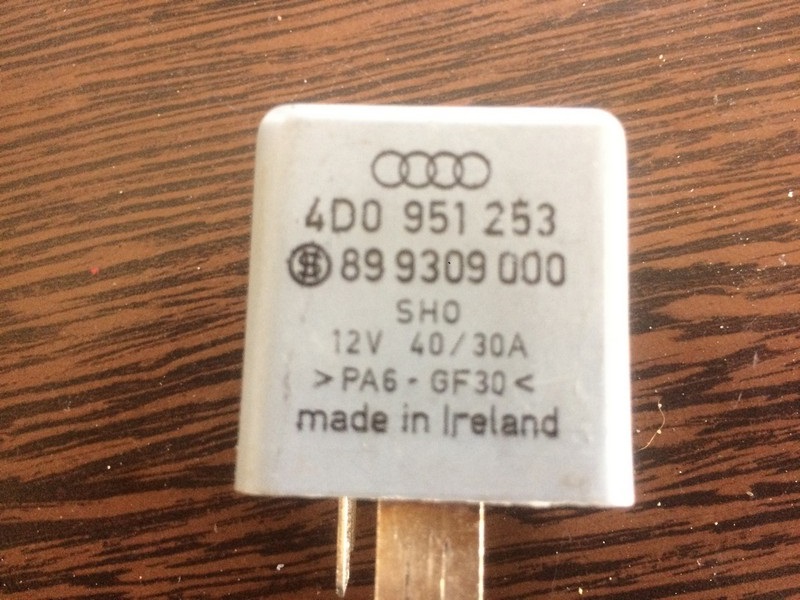 4D0 951 253
89 9309 000
SHO
12V 40/30A
>PA6-GF30<
made in Ireland